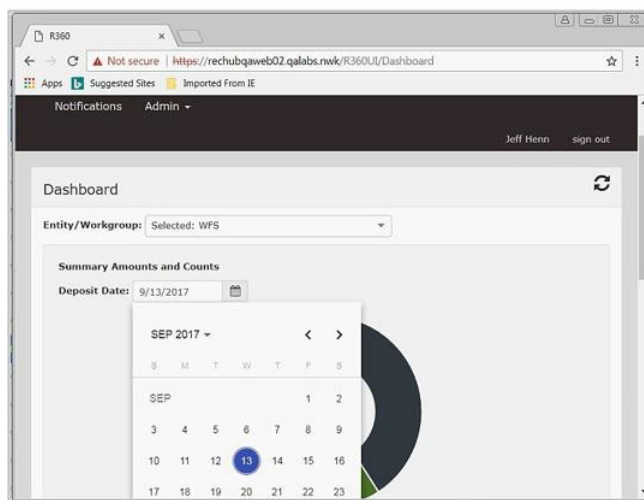 R360
Not secure | https://rechubqaweb02.qalabs.nwk/R360UI/Dashboard
Apps Suggested Sites Imported From IE
Notifications Admin
Jeff Henn sign out
Dashboard
Entity/Workgroup: Selected: WFS
Summary Amounts and Counts
Deposit Date: 9/13/2017
SEP 2017
S M T W T F S
SEP 1 2
3 4 5 6 7 8 9
10 11 12 13 14 15 16
17 18 19 20 21 22 23